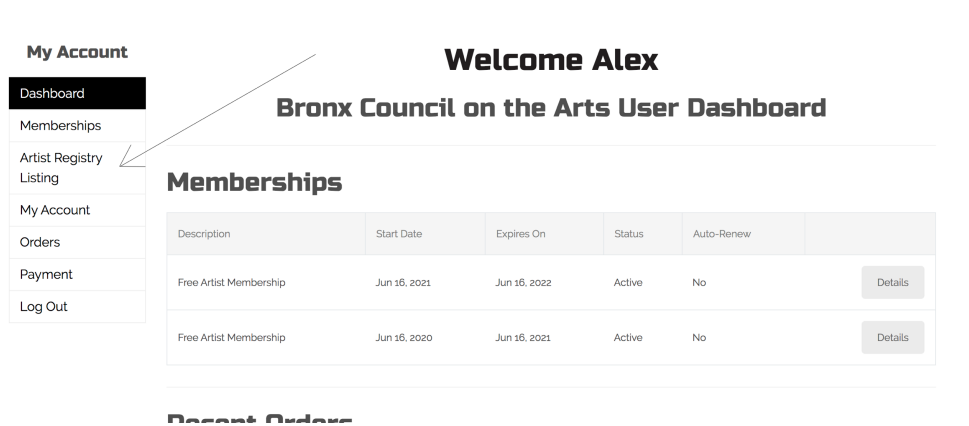 My Account
Dashboard
Memberships
Artist Registry
Listing
My Account
Orders
Payment
Log Out
Welcome Alex
Bronx Council on the Arts User Dashboard
Memberships
Description Start Date Expires On Status Auto-Renew
Free Artist Membership Jun 16, 2021 Jun 16, 2022 Active No Details
Free Artist Membership Jun 16, 2020 Jun 16, 2021 Active No Details
Recent Orders